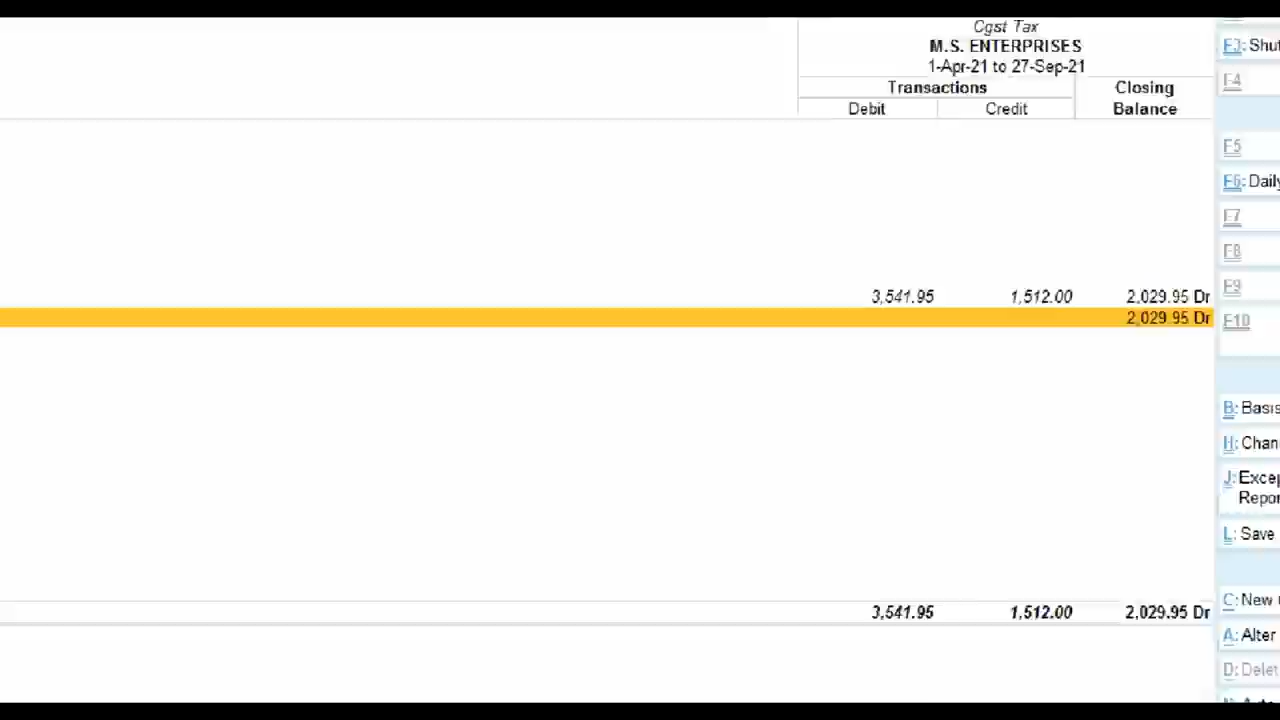 Cgst Tax
M.S. ENTERPRISES
1-Apr-21 to 27-Sep-21
Transactions
Closing
Balance
Debit
Credit
3,541.95 1,512.00 2,029.95 Dr
2,029.95 Dr
3,541.95 1,512.00 2,029.95 Dr
F3: Shut
F4
F5
F6: Daily
F7
F8
F9
F10
B: Basis
H: Chan
J: Excep
Repor
L: Save
C: New
A: Alter
D: Delet